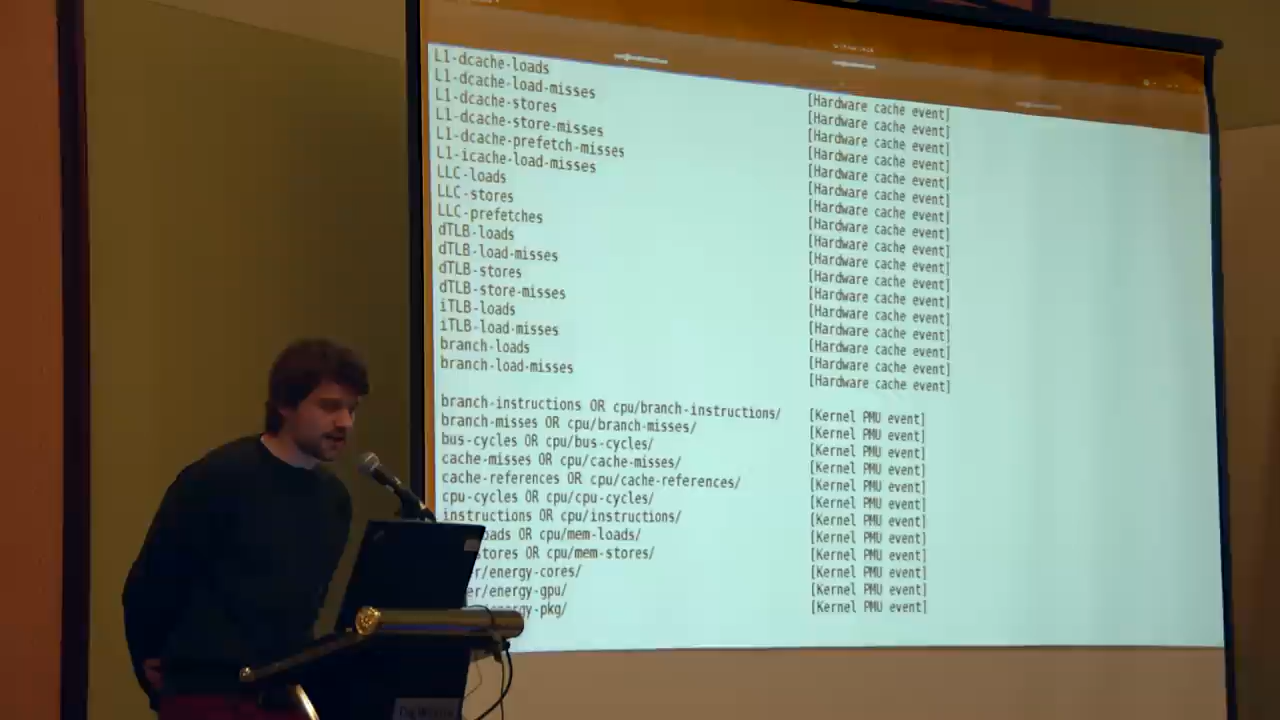 L1-dcache-loads [Hardware cache event]
L1-dcache-load-misses [Hardware cache event]
L1-dcache-stores [Hardware cache event]
L1-dcache-store-misses [Hardware cache event]
L1-dcache-prefetch-misses [Hardware cache event]
L1-icache-load-misses [Hardware cache event]
LLC-loads [Hardware cache event]
LLC-stores [Hardware cache event]
LLC-prefetches [Hardware cache event]
dTLB-loads [Hardware cache event]
dTLB-load-misses [Hardware cache event]
dTLB-stores [Hardware cache event]
dTLB-store-misses [Hardware cache event]
iTLB-loads [Hardware cache event]
iTLB-load-misses [Hardware cache event]
branch-loads [Hardware cache event]
branch-load-misses [Hardware cache event]
branch-instructions OR cpu/branch-instructions/ [Kernel PMU event]
branch-misses OR cpu/branch-misses/ [Kernel PMU event]
bus-cycles OR cpu/bus-cycles/ [Kernel PMU event]
cache-misses OR cpu/cache-misses/ [Kernel PMU event]
cache-references OR cpu/cache-references/ [Kernel PMU event]
cpu-cycles OR cpu/cpu-cycles/ [Kernel PMU event]
instructions OR cpu/instructions/ [Kernel PMU event]
oads OR cpu/mem-loads/ [Kernel PMU event]
stores OR cpu/mem-stores/ [Kernel PMU event]
er/energy-cores/ [Kernel PMU event]
er/energy-gpu/ [Kernel PMU event]
energy-pkg/ [Kernel PMU event]